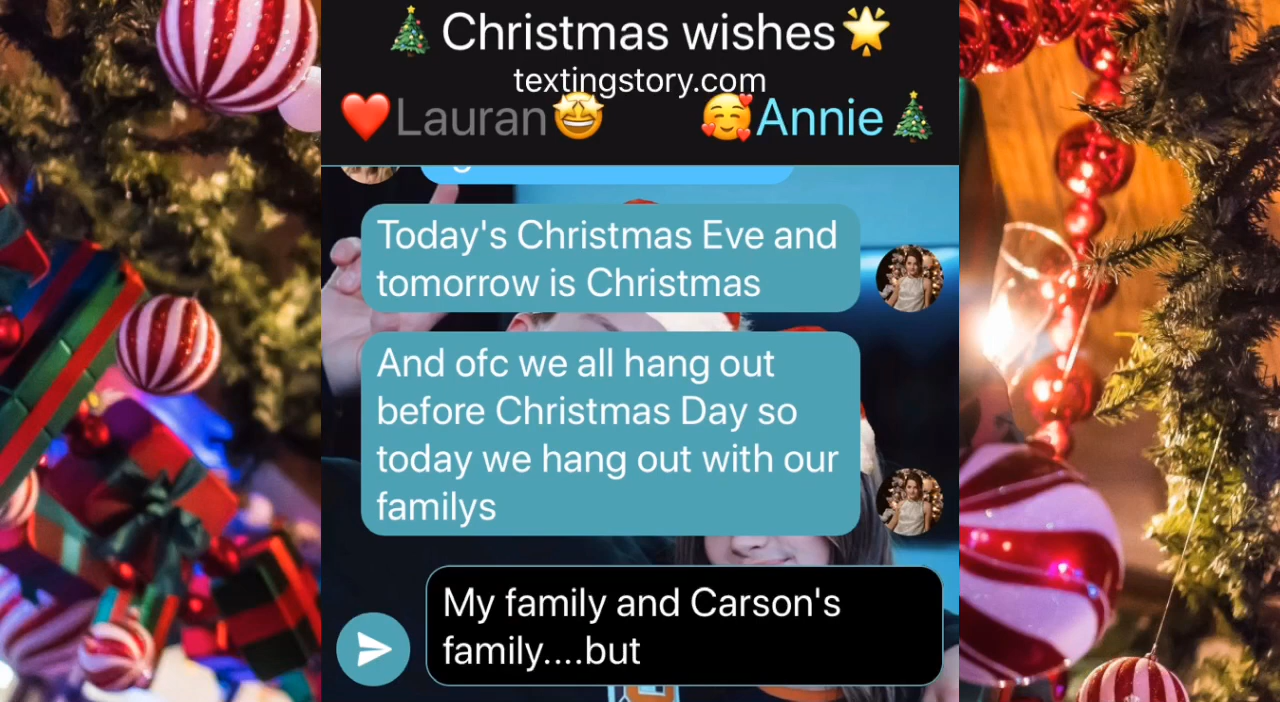 🎄Christmas wishes🌟
textingstory.com
❤️Lauran🤩 🥰Annie🎄
Today's Christmas Eve and
tomorrow is Christmas
And ofc we all hang out
before Christmas Day so
today we hang out with our
familys
My family and Carson's
family....but